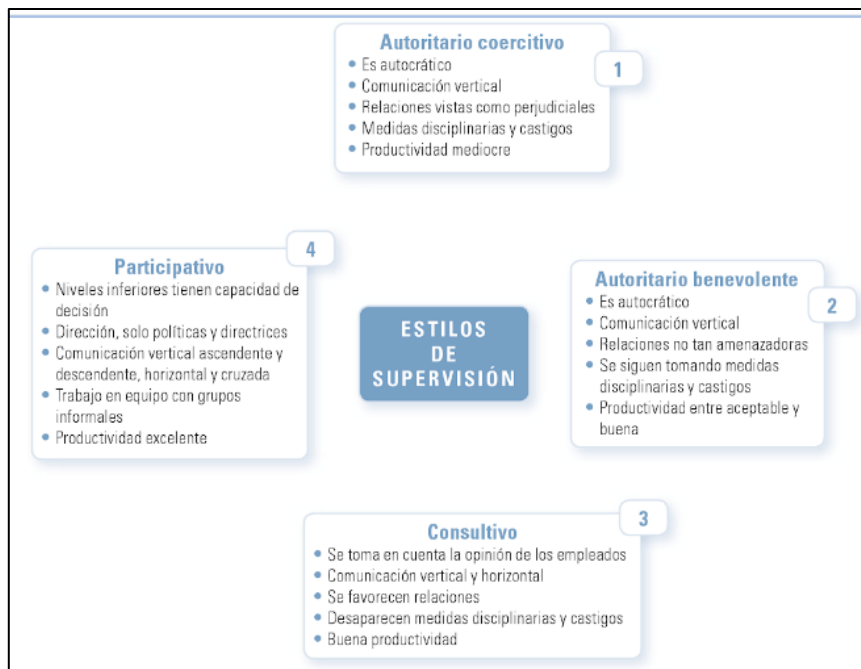 Autoritario coercitivo
1
• Es autocrático
• Comunicación vertical
• Relaciones vistas como perjudiciales
• Medidas disciplinarias y castigos
• Productividad mediocre
Autoritario benevolente
2
• Es autocrático
• Comunicación vertical
• Relaciones no tan amenazadoras
• Se siguen tomando medidas
disciplinarias y castigos
• Productividad entre aceptable y
buena
Consultivo
3
• Se toma en cuenta la opinión de los empleados
• Comunicación vertical y horizontal
• Se favorecen relaciones
• Desaparecen medidas disciplinarias y castigos
• Buena productividad
Participativo
4
• Niveles inferiores tienen capacidad de
decisión
• Dirección, solo políticas y directrices
• Comunicación vertical ascendente y
descendente, horizontal y cruzada
• Trabajo en equipo con grupos
informales
• Productividad excelente
ESTILOS
DE
SUPERVISIÓN